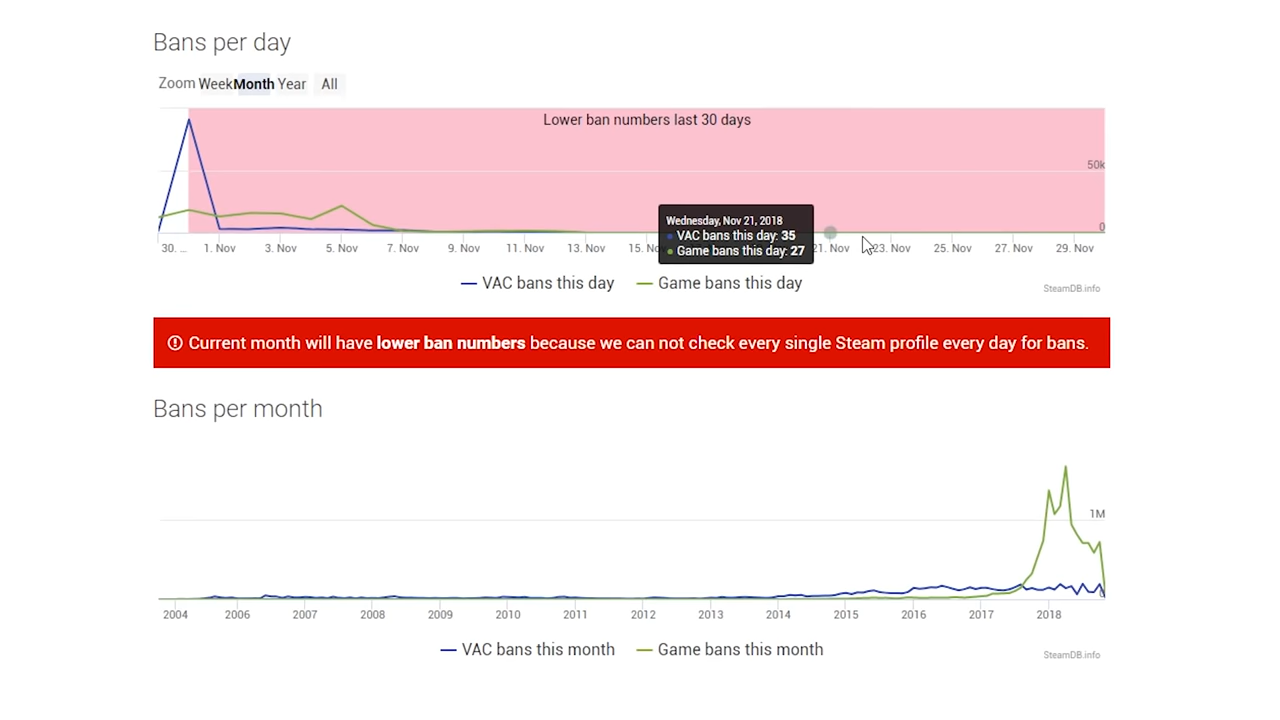 Bans per day
Zoom Week Month Year All
Lower ban numbers last 30 days
50k
0
Wednesday, Nov 21, 2018
VAC bans this day: 35
Game bans this day: 27
30. ... 1. Nov 3. Nov 5. Nov 7. Nov 9. Nov 11. Nov 13. Nov 15. 21. Nov 23. Nov 25. Nov 27. Nov 29. Nov
VAC bans this day Game bans this day
SteamDB.info
Current month will have lower ban numbers because we can not check every single Steam profile every day for bans.
Bans per month
1M
0
2004 2006 2007 2008 2009 2010 2011 2012 2013 2014 2015 2016 2017 2018
VAC bans this month Game bans this month
SteamDB.info